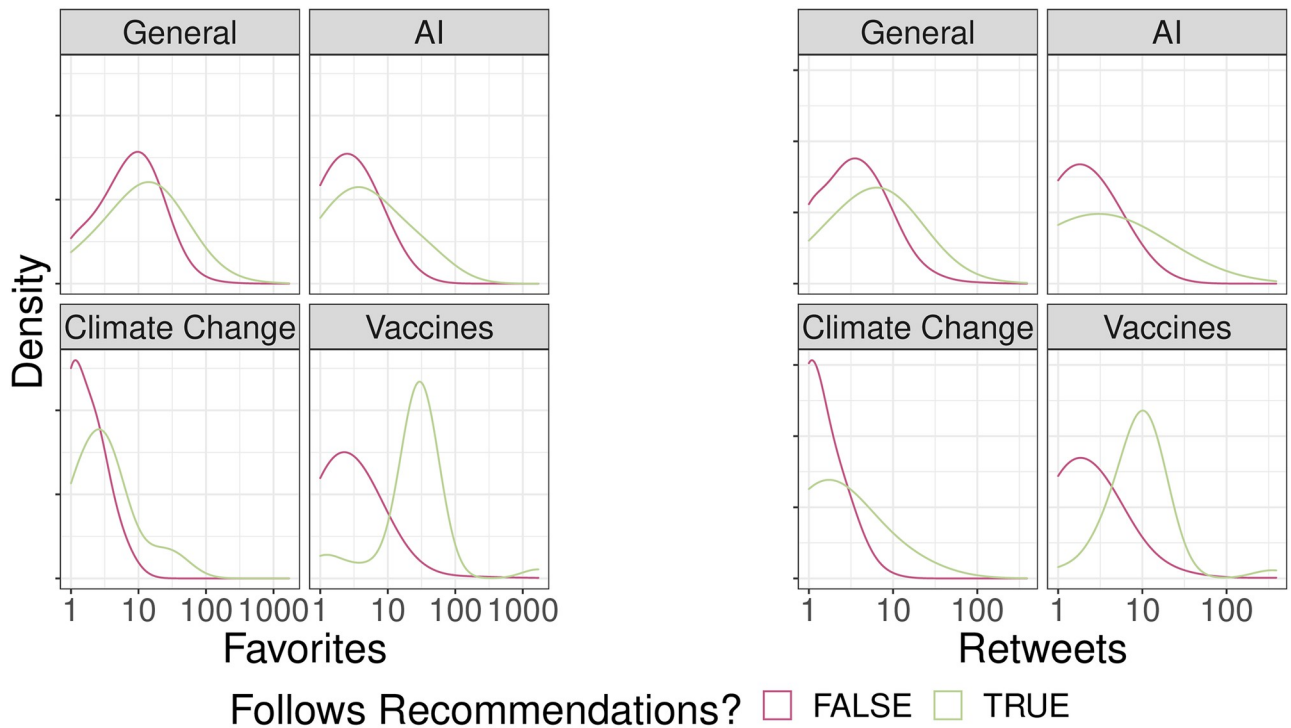 General AI General AI
Density
Climate Change Vaccines Climate Change Vaccines
1 10 100 1000 1 10 100 1000 1 10 100 1 10 100
Favorites Retweets
Follows Recommendations? FALSE TRUE